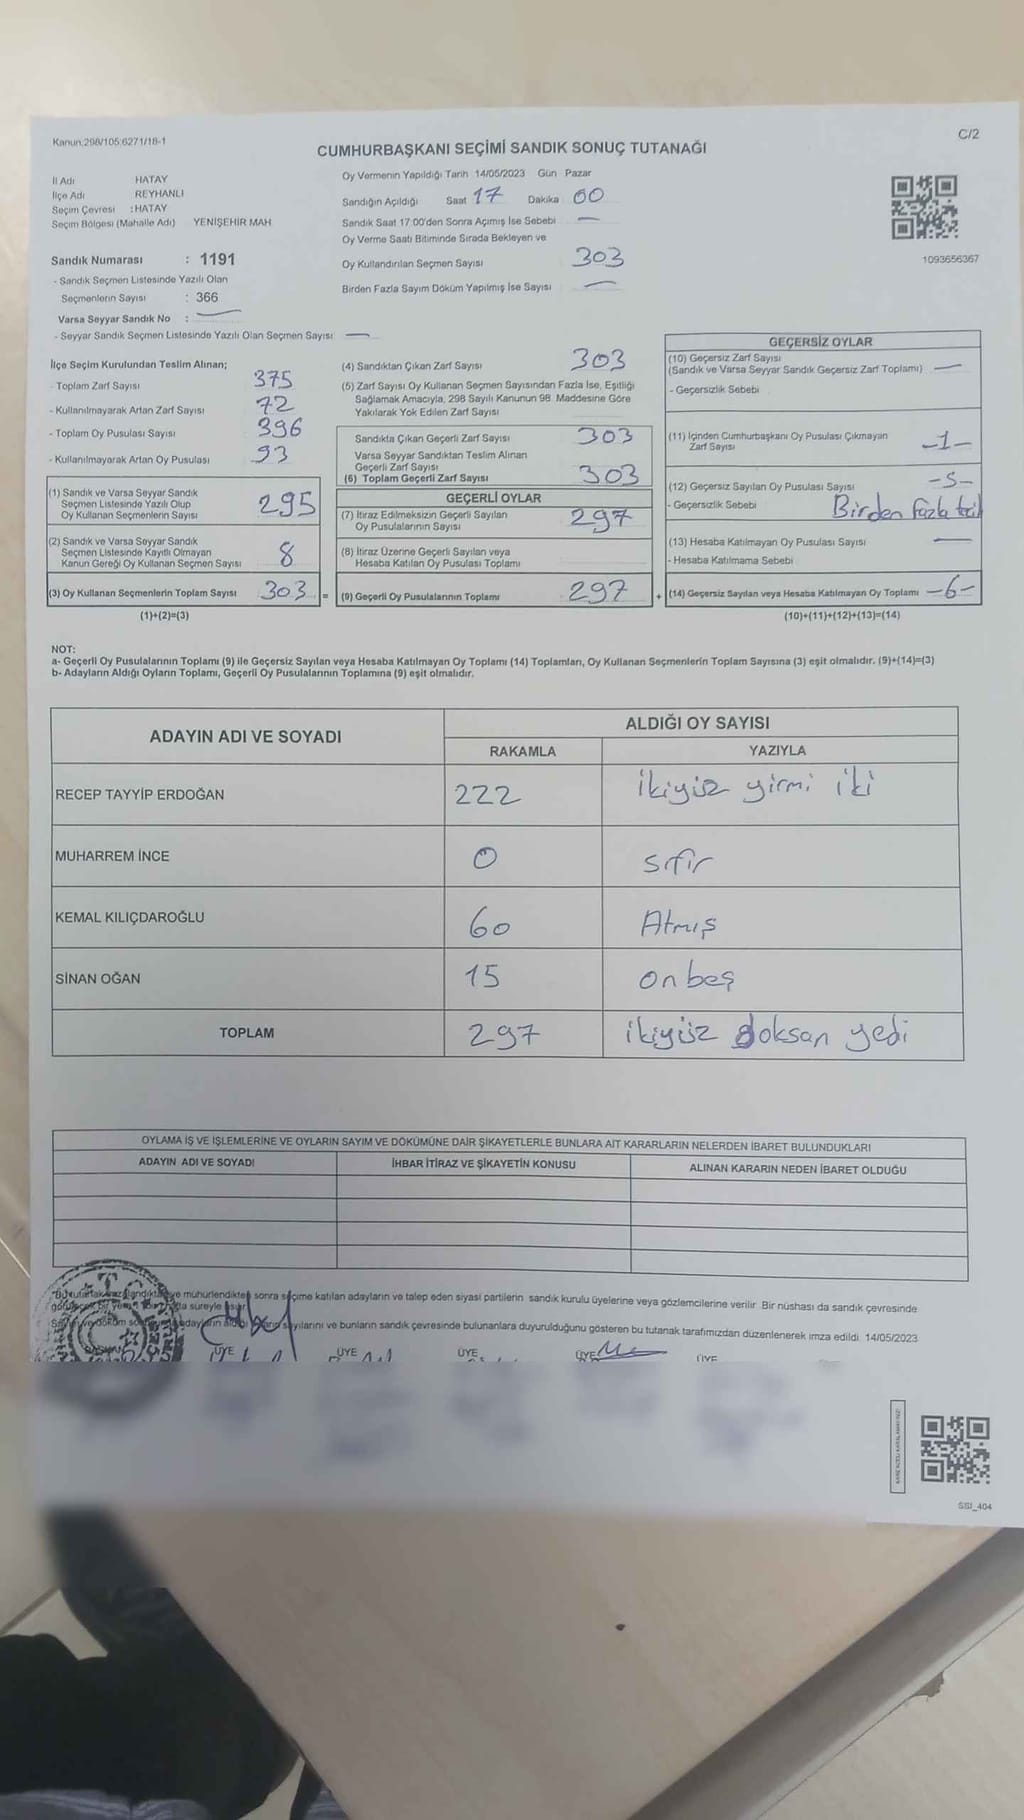 Kanun.298/105:6271/18-1
C/2
CUMHURBAŞKANI SEÇİMİ SANDIK SONUÇ TUTANAĞI
İl Adı HATAY
İlçe Adı REYHANLI
Seçim Çevresi : HATAY
Seçim Bölgesi (Mahalle Adı) YENİŞEHİR MAH
Sandık Numarası : 1191
- Sandık Seçmen Listesinde Yazılı Olan
Seçmenlerin Sayısı : 366
Varsa Seyyar Sandık No : —
- Seyyar Sandık Seçmen Listesinde Yazılı Olan Seçmen Sayısı —
Oy Vermenin Yapıldığı Tarih 14/05/2023 Gün Pazar
Sandığın Açıldığı Saat 17 Dakika 00
Sandık Saat 17:00'den Sonra Açımış İse Sebebi —
Oy Verme Saati Bitiminde Sırada Bekleyen ve
Oy Kullandırılan Seçmen Sayısı 303
Birden Fazla Sayım Döküm Yapılmış İse Sayısı —
1093656367
İlçe Seçim Kurulundan Teslim Alınan;
- Toplam Zarf Sayısı 375
- Kullanılmayarak Artan Zarf Sayısı 72
- Toplam Oy Pusulası Sayısı 396
- Kullanılmayarak Artan Oy Pusulası 93
(1) Sandık ve Varsa Seyyar Sandık
Seçmen Listesinde Yazılı Olup
Oy Kullanan Seçmenlerin Sayısı 295
(2) Sandık ve Varsa Seyyar Sandık
Seçmen Listesinde Kayıtlı Olmayan
Kanun Gereği Oy Kullanan Seçmen Sayısı 8
(3) Oy Kullanan Seçmenlerin Toplam Sayısı 303 =
(1)+(2)=(3)
(4) Sandıktan Çıkan Zarf Sayısı 303
(5) Zarf Sayısı Oy Kullanan Seçmen Sayısından Fazla İse, Eşitliği
Sağlamak Amacıyla, 298 Sayılı Kanunun 98. Maddesine Göre
Yakılarak Yok Edilen Zarf Sayısı
Sandıkta Çıkan Geçerli Zarf Sayısı 303
Varsa Seyyar Sandıktan Teslim Alınan
Geçerli Zarf Sayısı
(6) Toplam Geçerli Zarf Sayısı 303
GEÇERLİ OYLAR
(7) İtiraz Edilmeksizin Geçerli Sayılan
Oy Pusulalarının Sayısı 297
(8) İtiraz Üzerine Geçerli Sayılan veya
Hesaba Katılan Oy Pusulası Toplamı
(9) Geçerli Oy Pusulalarının Toplamı 297 +
GEÇERSİZ OYLAR
(10) Geçersiz Zarf Sayısı
(Sandık ve Varsa Seyyar Sandık Geçersiz Zarf Toplamı) —
- Geçersizlik Sebebi
(11) İçinden Cumhurbaşkanı Oy Pusulası Çıkmayan
Zarf Sayısı -1-
(12) Geçersiz Sayılan Oy Pusulası Sayısı -5-
- Geçersizlik Sebebi Birden fazla
(13) Hesaba Katılmayan Oy Pusulası Sayısı —
- Hesaba Katılmama Sebebi
(14) Geçersiz Sayılan veya Hesaba Katılmayan Oy Toplamı -6-
(10)+(11)+(12)+(13)=(14)
NOT:
a- Geçerli Oy Pusulalarının Toplamı (9) ile Geçersiz Sayılan veya Hesaba Katılmayan Oy Toplamı (14) Toplamları, Oy Kullanan Seçmenlerin Toplam Sayısına (3) eşit olmalıdır. (9)+(14)=(3)
b- Adayların Aldığı Oyların Toplamı, Geçerli Oy Pusulalarının Toplamına (9) eşit olmalıdır.
ADAYIN ADI VE SOYADI
ALDIĞI OY SAYISI
RAKAMLA YAZIYLA
RECEP TAYYİP ERDOĞAN 222 ikiyüz yirmi iki
MUHARREM İNCE 0 sıfır
KEMAL KILIÇDAROĞLU 60 Atmış
SİNAN OĞAN 15 onbeş
TOPLAM 297 ikiyüz doksan yedi
OYLAMA İŞ VE İŞLEMLERİNE VE OYLARIN SAYIM VE DÖKÜMÜNE DAİR ŞİKAYETLERLE BUNLARA AİT KARARLARIN NELERDEN İBARET BULUNDUKLARI
ADAYIN ADI VE SOYADI İHBAR İTİRAZ VE ŞİKAYETİN KONUSU ALINAN KARARIN NEDEN İBARET OLDUĞU
ve mühürlendikten sonra seçime katılan adayların ve talep eden siyasi partilerin sandık kurulu üyelerine veya gözlemcilerine verilir. Bir nüshası da sandık çevresinde
süreyle
sayılarını ve bunların sandık çevresinde bulunanlara duyurulduğunu gösteren bu tutanak tarafımızdan düzenlenerek imza edildi. 14/05/2023
BAŞKAN ÜYE ÜYE ÜYE ÜYE ÜYE
SSI_404